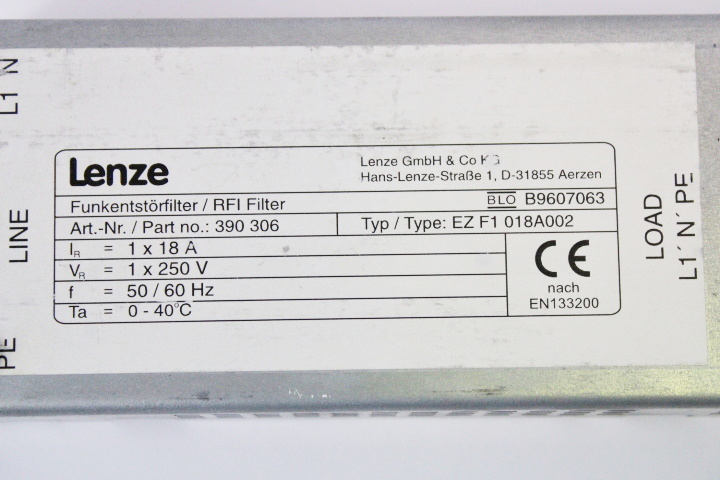 L1 N
LINE
PE
Lenze
Lenze GmbH & Co KG
Hans-Lenze-Straße 1, D-31855 Aerzen
Funkentstörfilter / RFI Filter
BLO B9607063
Art.-Nr. / Part no.: 390 306
Typ / Type: EZ F1 018A002
IR = 1 x 18 A
VR = 1 x 250 V
f = 50 / 60 Hz
Ta = 0 - 40°C
CE
nach
EN133200
LOAD
L1´ N´ PE